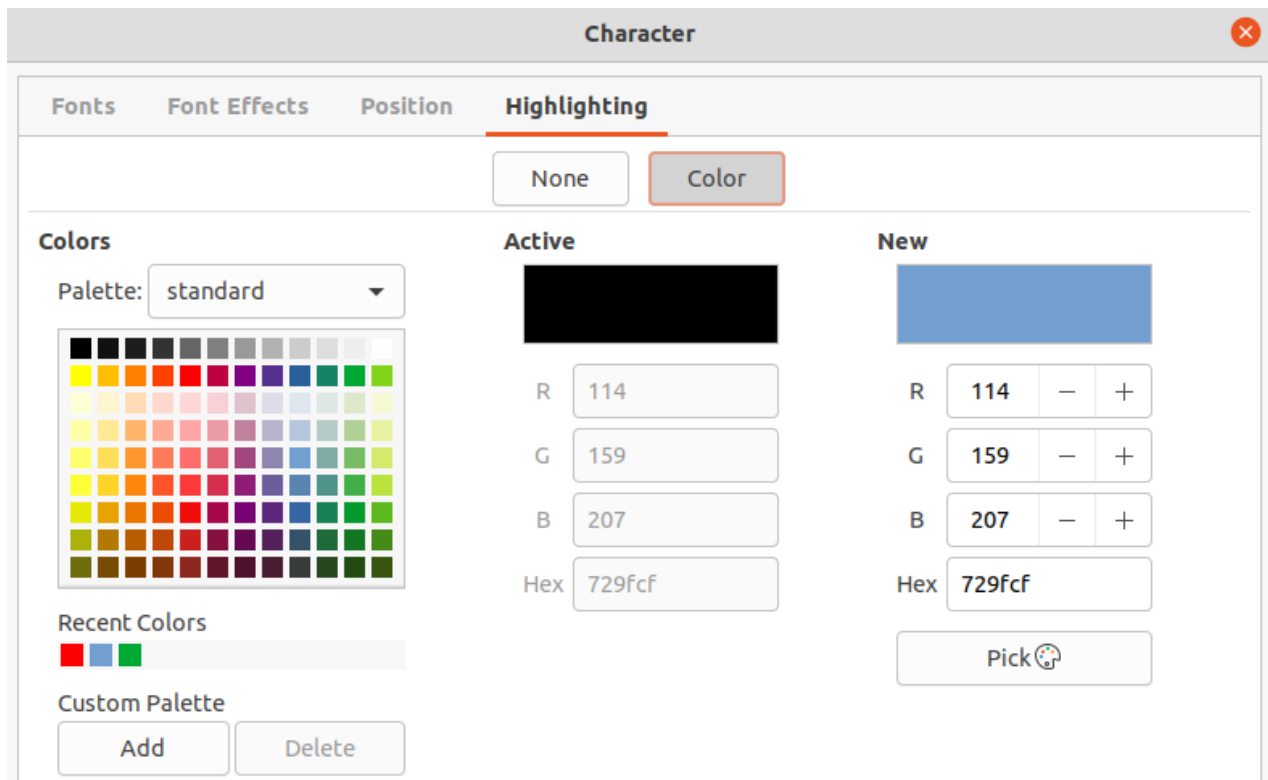 Character
Fonts Font Effects Position Highlighting
None Color
Colors Active New
Palette: standard
R 114 R 114 − +
G 159 G 159 − +
B 207 B 207 − +
Hex 729fcf Hex 729fcf
Recent Colors
Pick
Custom Palette
Add Delete